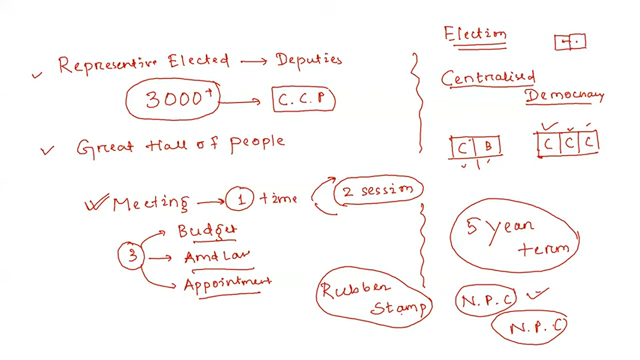 Representive Elected → Deputies
3000+ → C.C.P
Great Hall of People
Meeting → 1 time
2 session
3
→ Budget
→ Amd Law
→ Appointment
Rubber
Stamp
Election
Centralised
Democracy
C B
C C C
5 year
term
N.P.C
N.P.C